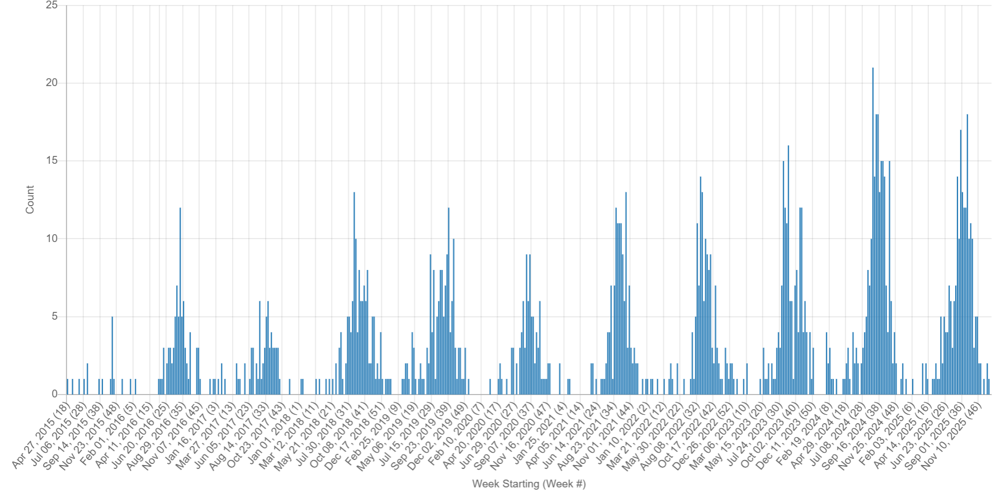 25
20
15
10
5
0
Count
Apr 27, 2015 (18)
Jul 06, 2015 (28)
Sep 14, 2015 (38)
Nov 23, 2015 (48)
Feb 01, 2016 (5)
Apr 11, 2016 (15)
Jun 20, 2016 (25)
Aug 29, 2016 (35)
Nov 07, 2016 (45)
Jan 16, 2017 (3)
Mar 27, 2017 (13)
Jun 05, 2017 (23)
Aug 14, 2017 (33)
Oct 23, 2017 (43)
Jan 01, 2018 (1)
Mar 12, 2018 (11)
May 21, 2018 (21)
Jul 30, 2018 (31)
Oct 08, 2018 (41)
Dec 17, 2018 (51)
Feb 25, 2019 (9)
May 06, 2019 (19)
Jul 15, 2019 (29)
Sep 23, 2019 (39)
Dec 02, 2019 (49)
Feb 10, 2020 (7)
Apr 20, 2020 (17)
Jun 29, 2020 (27)
Sep 07, 2020 (37)
Nov 16, 2020 (47)
Jan 25, 2021 (4)
Apr 05, 2021 (14)
Jun 14, 2021 (24)
Aug 23, 2021 (34)
Nov 01, 2021 (44)
Jan 10, 2022 (2)
Mar 21, 2022 (12)
May 30, 2022 (22)
Aug 08, 2022 (32)
Oct 17, 2022 (42)
Dec 26, 2022 (52)
Mar 06, 2023 (10)
May 15, 2023 (20)
Jul 24, 2023 (30)
Oct 02, 2023 (40)
Dec 11, 2023 (50)
Feb 19, 2024 (8)
Apr 29, 2024 (18)
Jul 08, 2024 (28)
Sep 16, 2024 (38)
Nov 25, 2024 (48)
Feb 03, 2025 (6)
Apr 14, 2025 (16)
Jun 23, 2025 (26)
Sep 01, 2025 (36)
Nov 10, 2025 (46)
Week Starting (Week #)